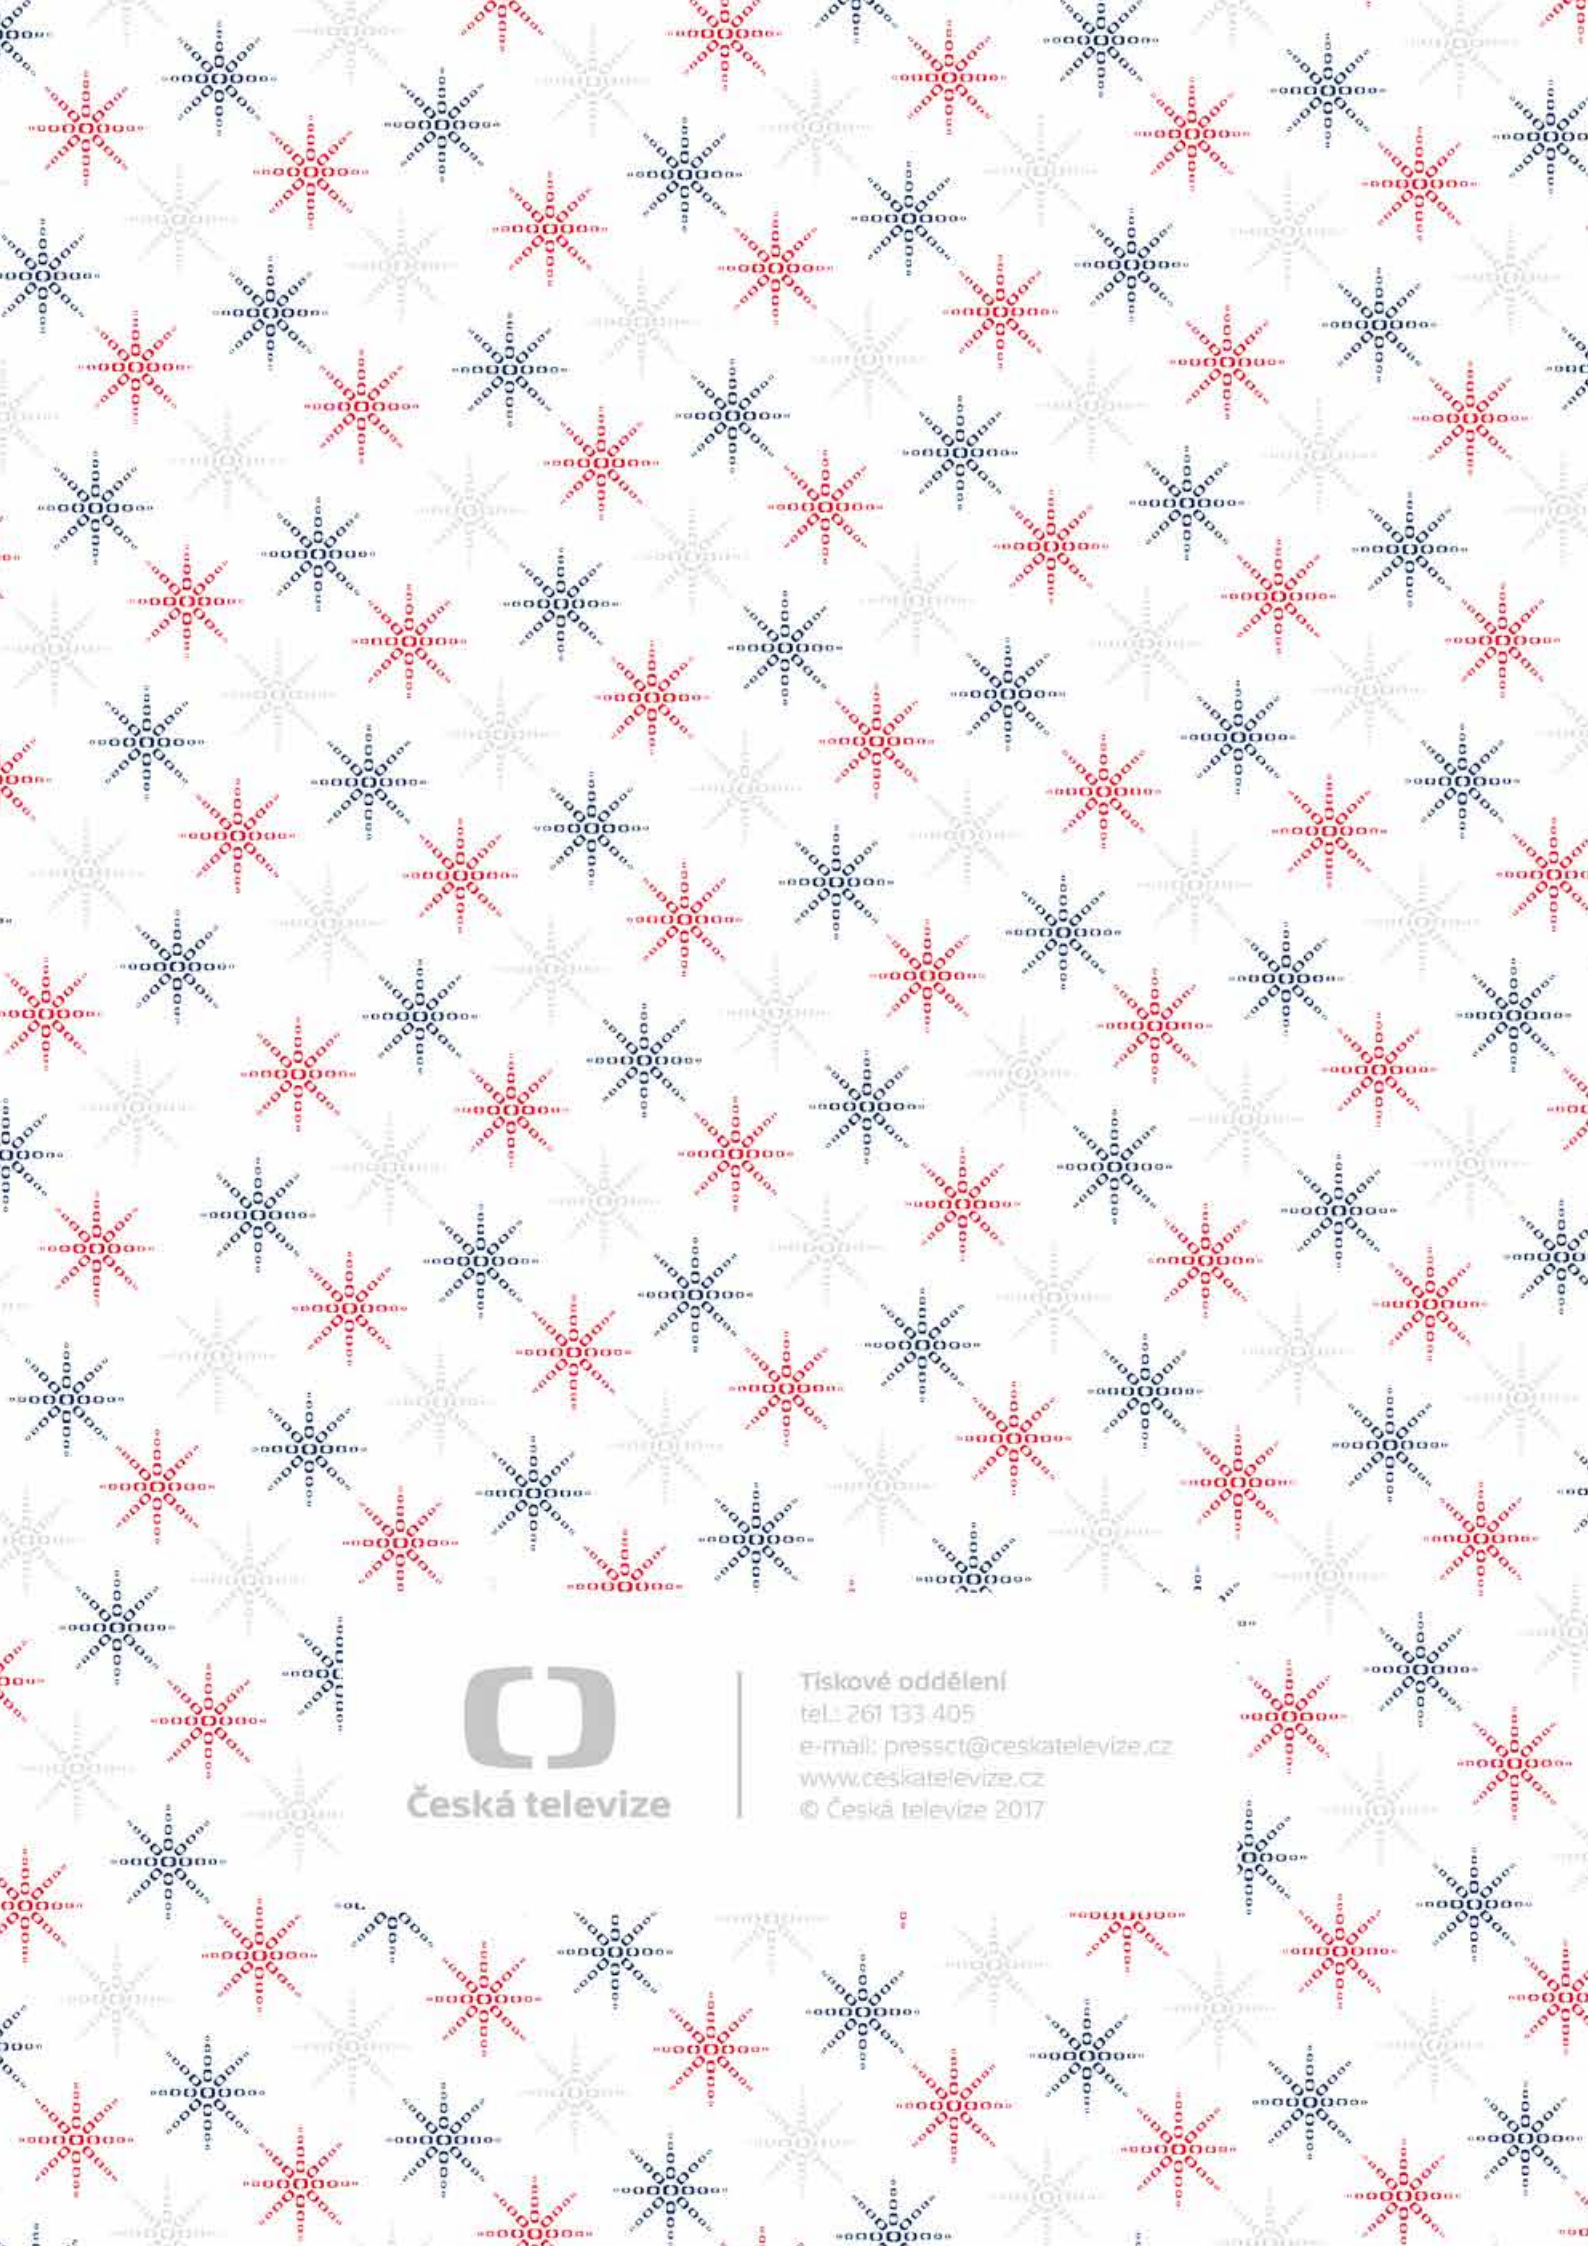 Česká televize
Tiskové oddělení
tel.: 261 133 405
e-mail: pressct@ceskatelevize.cz
www.ceskatelevize.cz
© Česká televize 2017